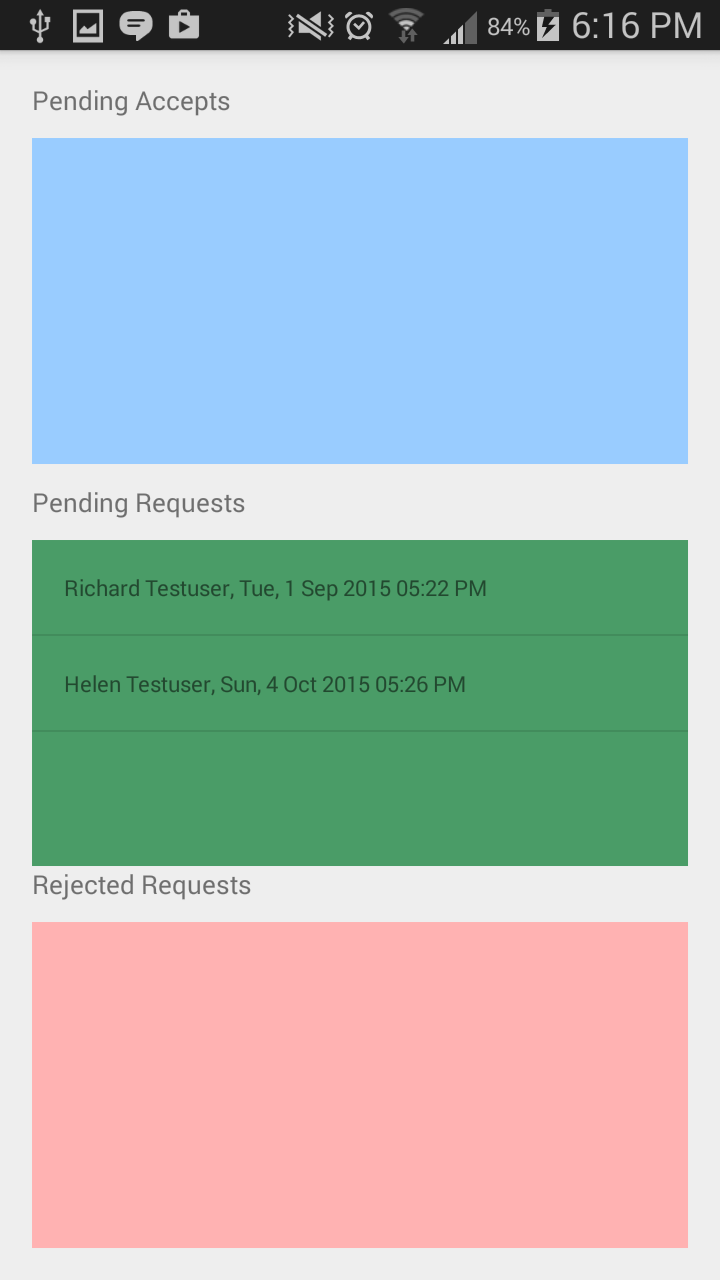 84% 6:16 PM
Pending Accepts
Pending Requests
Richard Testuser, Tue, 1 Sep 2015 05:22 PM
Helen Testuser, Sun, 4 Oct 2015 05:26 PM
Rejected Requests